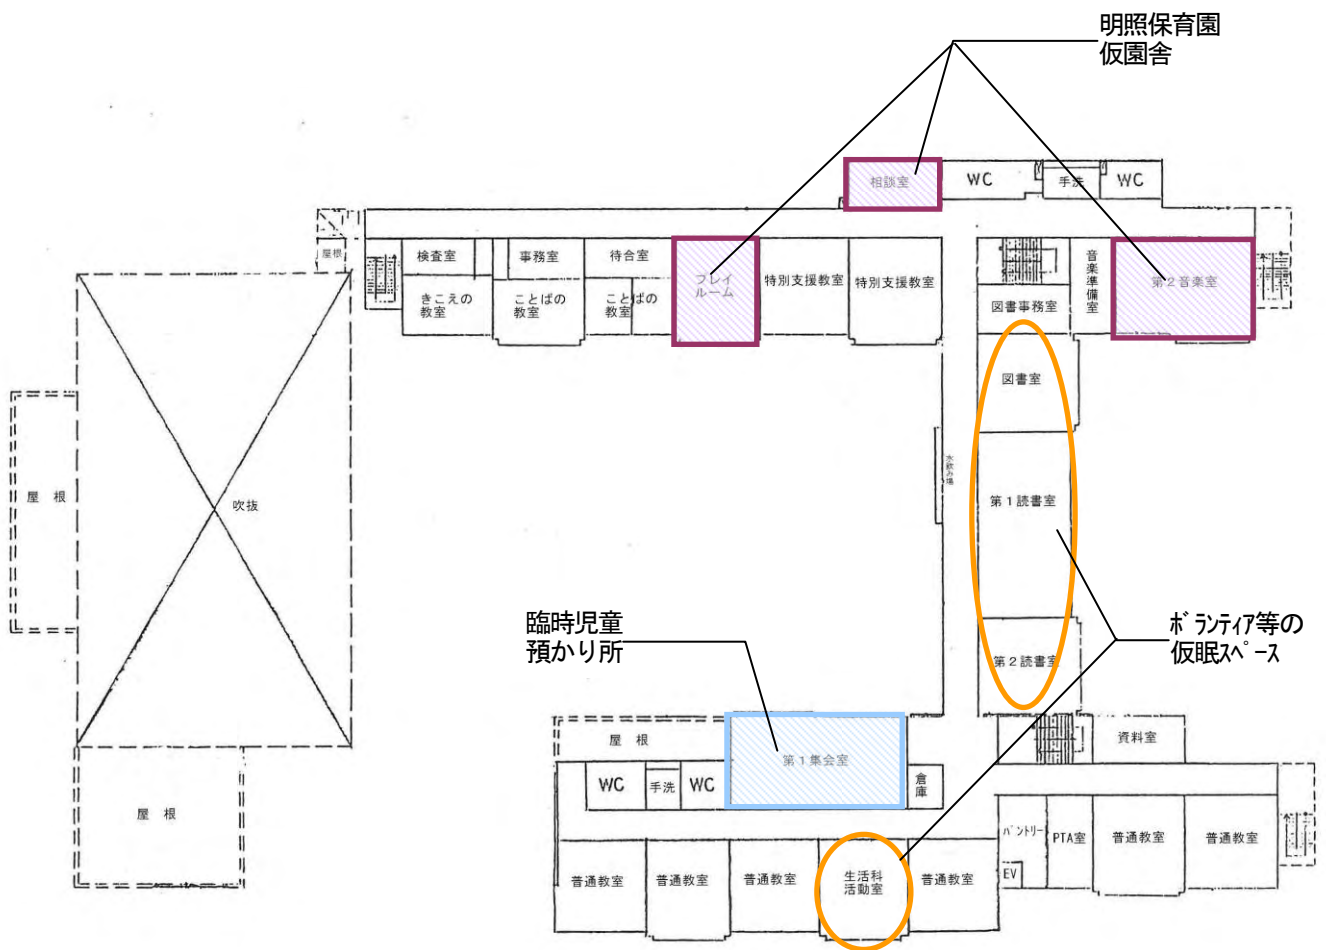 明照保育園
仮園舎
相談室
WC
手洗
WC
屋根
検査室
事務室
待合室
きこえの
教室
ことばの
教室
ことばの
教室
プレイ
ルーム
特別支援教室
特別支援教室
図書事務室
音楽準備室
第2音楽室
図書室
水飲み場
第1読書室
第2読書室
屋 根
吹抜
屋 根
臨時児童
預かり所
ボランティア等の
仮眠スペース
屋 根
第1集会室
資料室
WC
手洗
WC
倉庫
パントリー
EV
PTA室
普通教室
普通教室
普通教室
普通教室
普通教室
生活科
活動室
普通教室